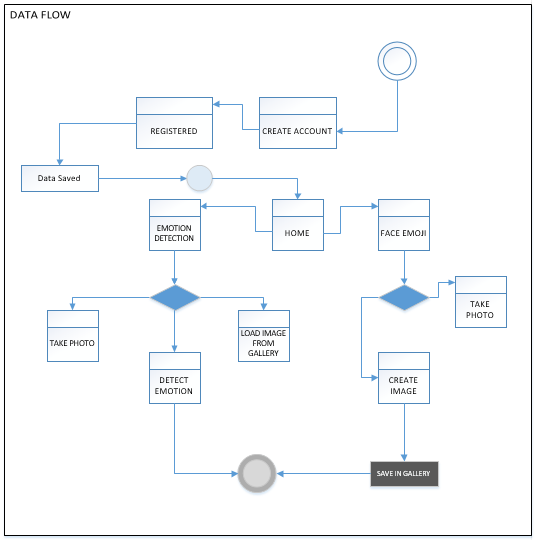 DATA FLOW
REGISTERED
CREATE ACCOUNT
Data Saved
EMOTION
DETECTION
HOME
FACE EMOJI
TAKE PHOTO
LOAD IMAGE
FROM
GALLERY
TAKE
PHOTO
DETECT
EMOTION
CREATE
IMAGE
SAVE IN GALLERY